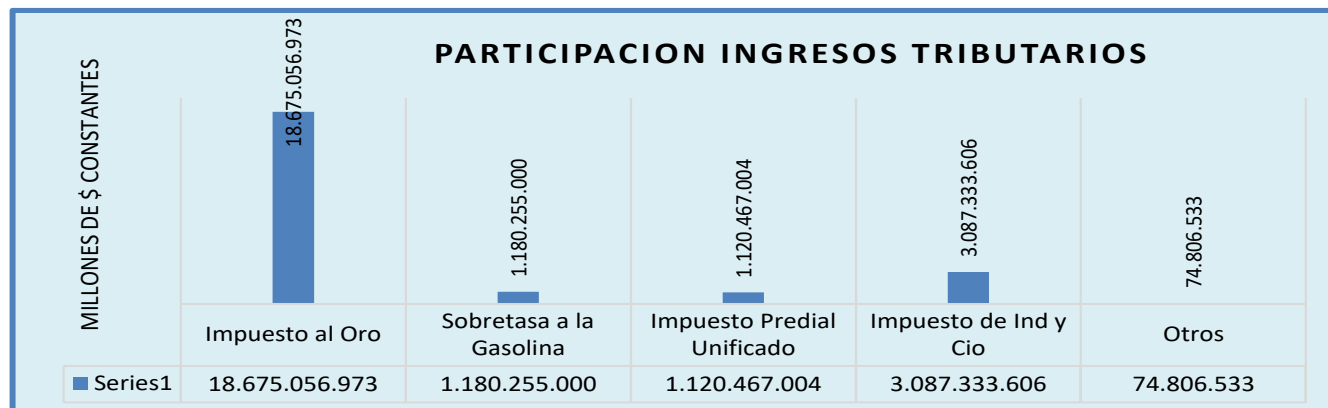 PARTICIPACION INGRESOS TRIBUTARIOS
MILLONES DE $ CONSTANTES
18.675.056.973
1.180.255.000
1.120.467.004
3.087.333.606
74.806.533
Impuesto al Oro
Sobretasa a la
Gasolina
Impuesto Predial
Unificado
Impuesto de Ind y
Cio
Otros
Series1 18.675.056.973 1.180.255.000 1.120.467.004 3.087.333.606 74.806.533